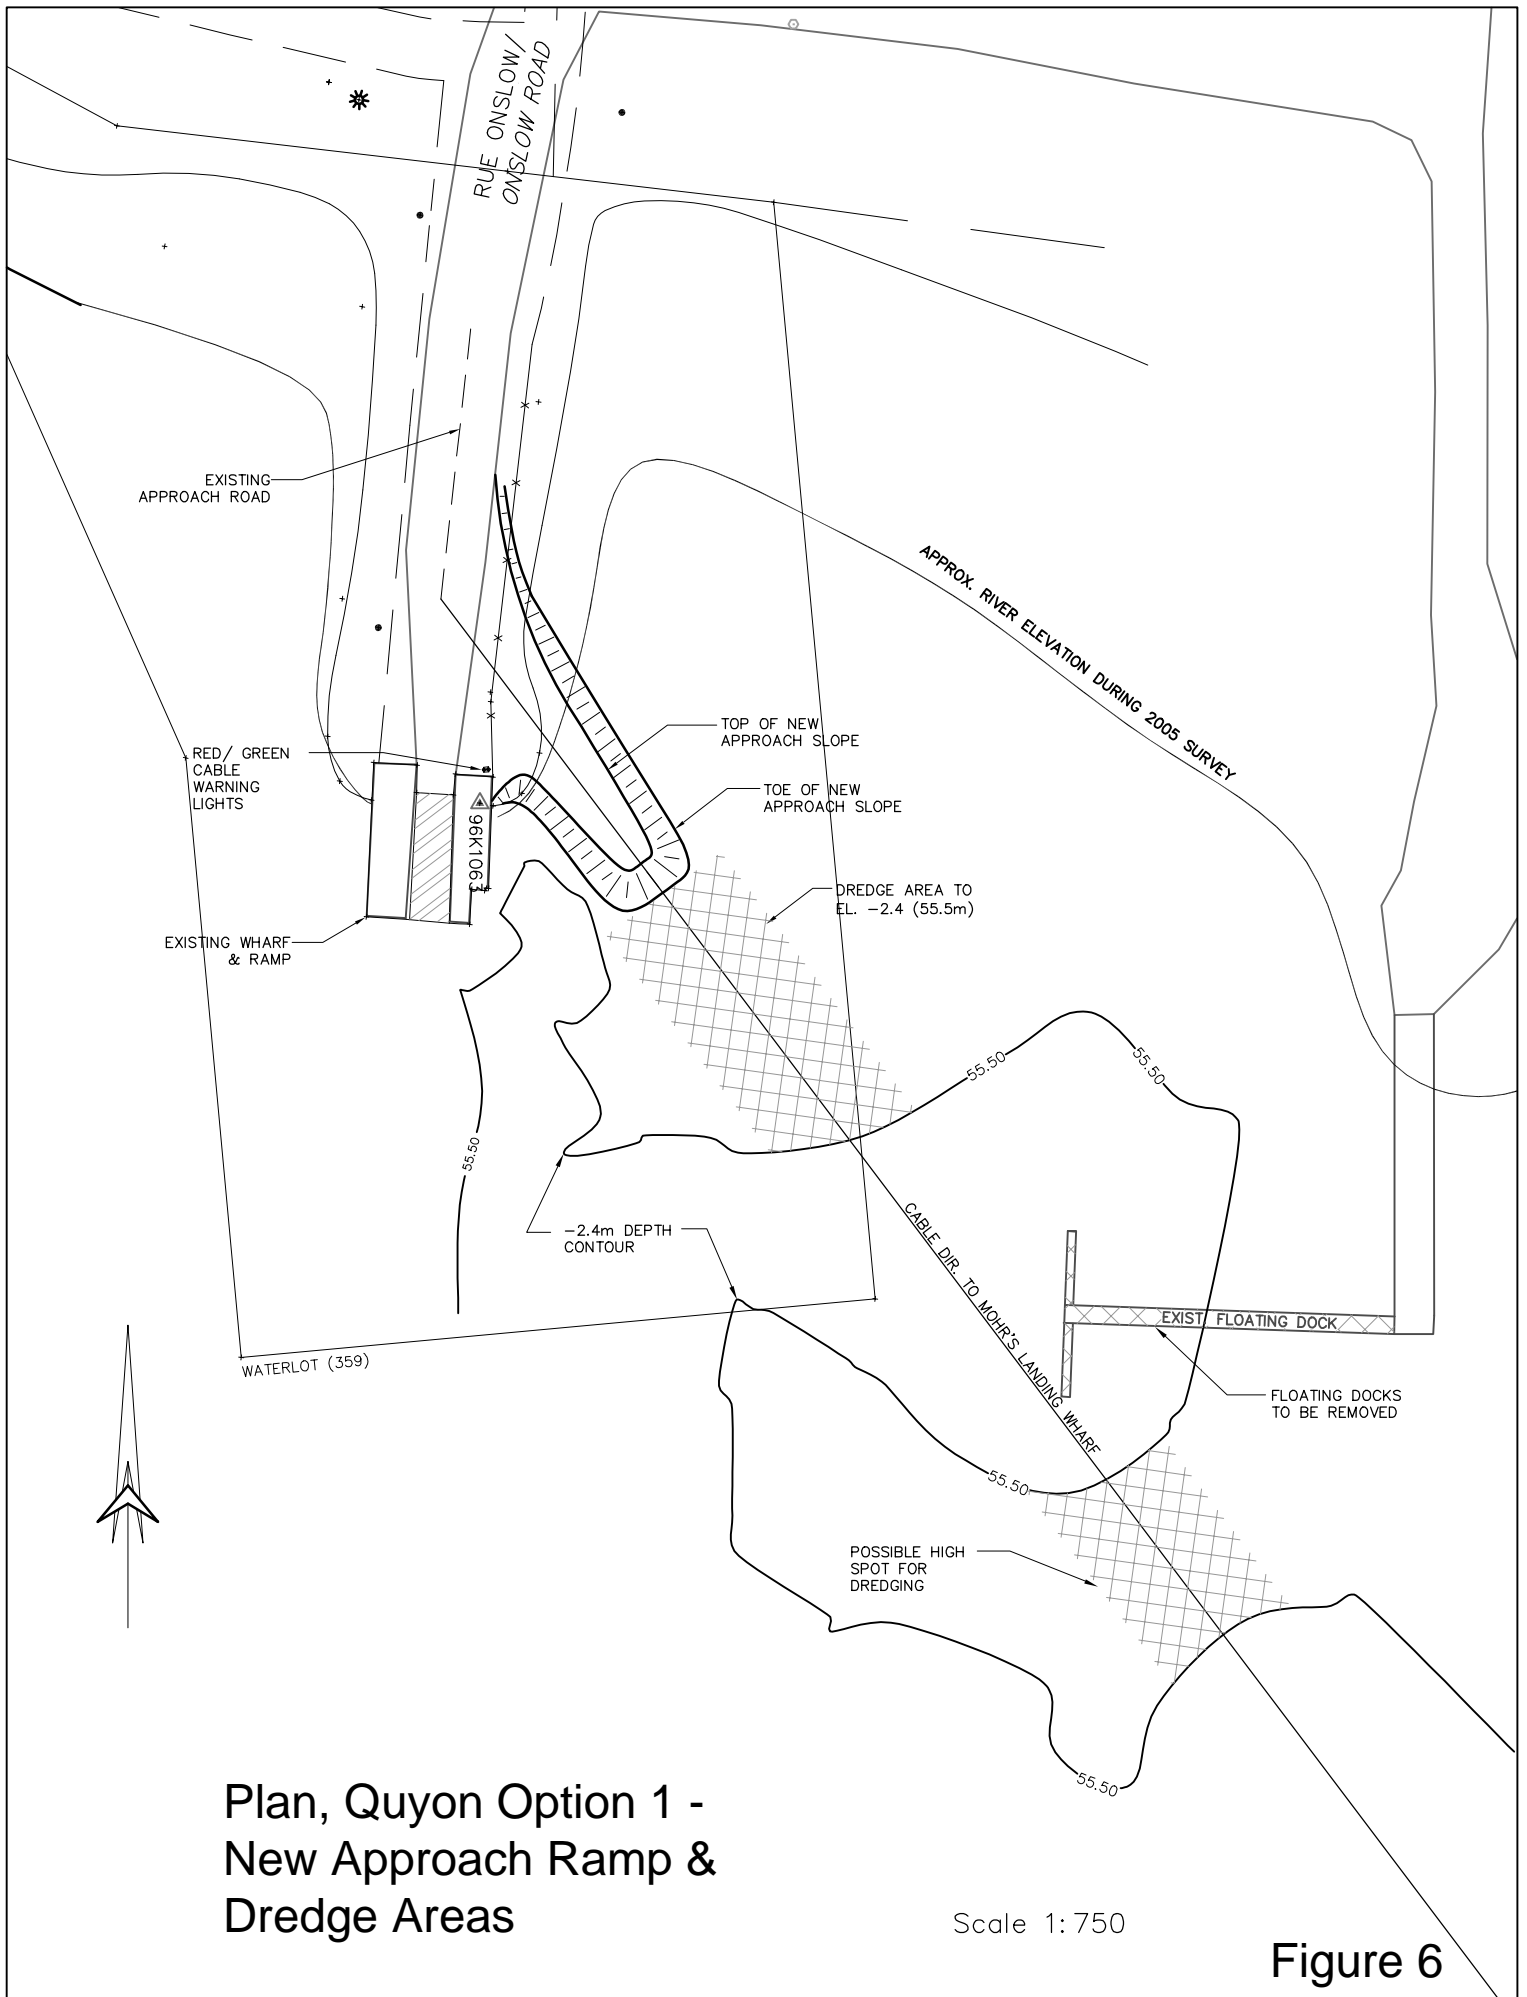 RUE ONSLOW/
ONSLOW ROAD
EXISTING
APPROACH ROAD
APPROX. RIVER ELEVATION DURING 2005 SURVEY
TOP OF NEW
APPROACH SLOPE
RED/ GREEN
CABLE
WARNING
LIGHTS
TOE OF NEW
APPROACH SLOPE
96K1063
DREDGE AREA TO
EL. -2.4 (55.5m)
EXISTING WHARF
& RAMP
55.50
55.50
55.50
-2.4m DEPTH
CONTOUR
CABLE DIR. TO MOHR'S LANDING WHARF
EXIST. FLOATING DOCK
WATERLOT (359)
FLOATING DOCKS
TO BE REMOVED
55.50
POSSIBLE HIGH
SPOT FOR
DREDGING
55.50
Plan, Quyon Option 1 -
New Approach Ramp &
Dredge Areas
Scale 1:750
Figure 6